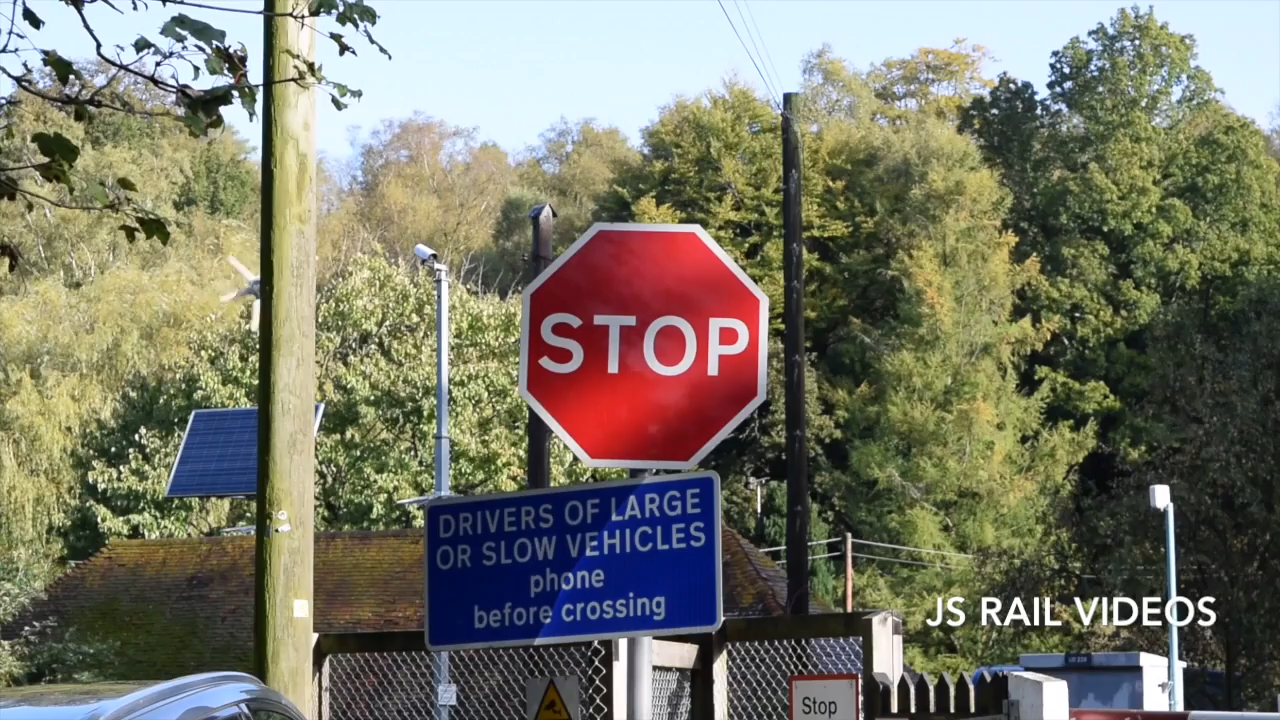 STOP
DRIVERS OF LARGE
OR SLOW VEHICLES
phone
before crossing
JS RAIL VIDEOS
Stop